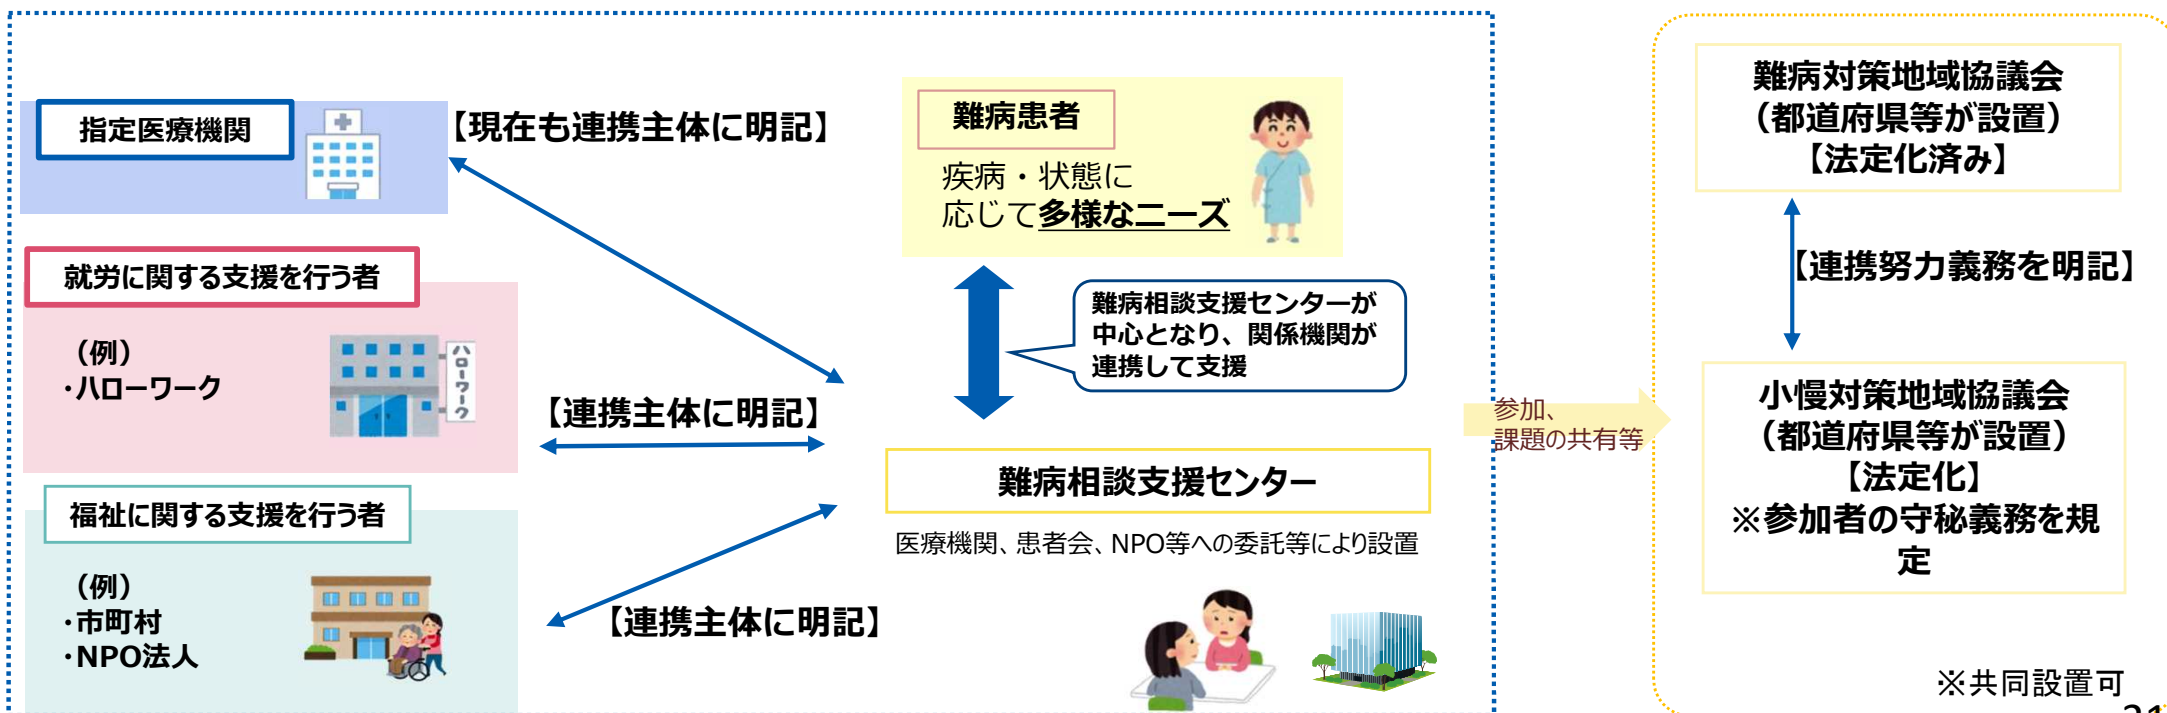 指定医療機関
【現在も連携主体に明記】
就労に関する支援を行う者
（例）
・ハローワーク
ハローワーク
【連携主体に明記】
福祉に関する支援を行う者
（例）
・市町村
・NPO法人
【連携主体に明記】
難病患者
疾病・状態に
応じて多様なニーズ
難病相談支援センターが
中心となり、関係機関が
連携して支援
難病相談支援センター
医療機関、患者会、NPO等への委託等により設置
参加、
課題の共有等
難病対策地域協議会
（都道府県等が設置）
【法定化済み】
【連携努力義務を明記】
小慢対策地域協議会
（都道府県等が設置）
【法定化】
※参加者の守秘義務を規
定
※共同設置可